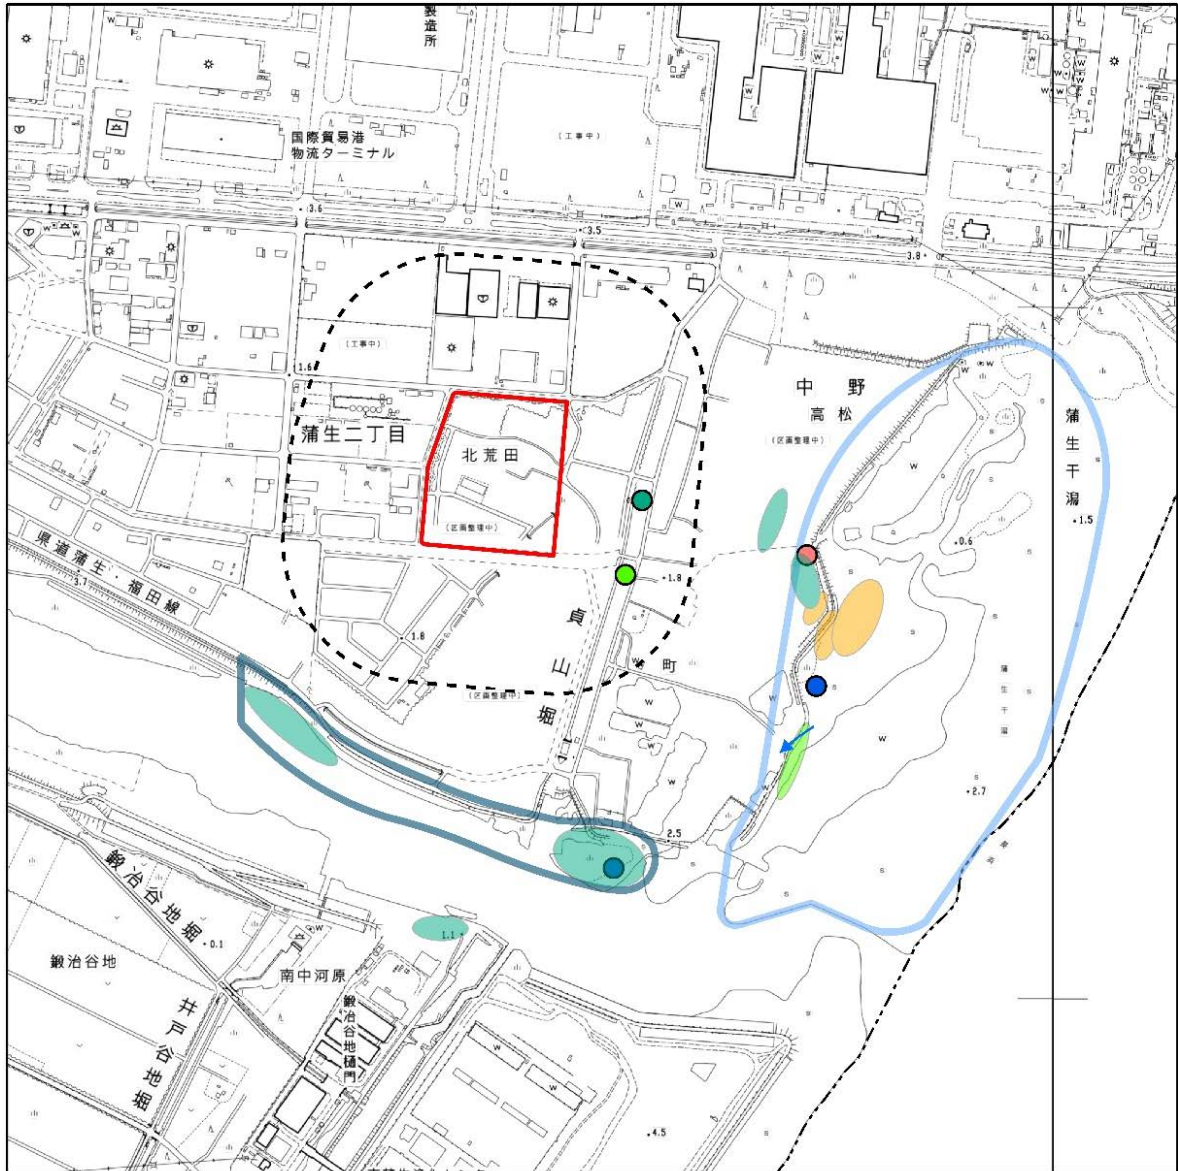 製造所
国際貿易港
物流ターミナル
(工事中)
3.6
3.5
3.8
(工事中)
1.6
蒲生二丁目
北荒田
(区画整理中)
中野
高松
(区画整理中)
蒲生干潟
1.5
0.6
県道蒲生・福田線
3.1
1.8
1.8
貞山堀
町
(区画整理中)
蒲生干潟
2.7
2.5
鍛冶谷地堀
0.1
鍛冶谷地
南中河原
1.1
井戸谷地堀
鍛冶谷地樋門
4.5